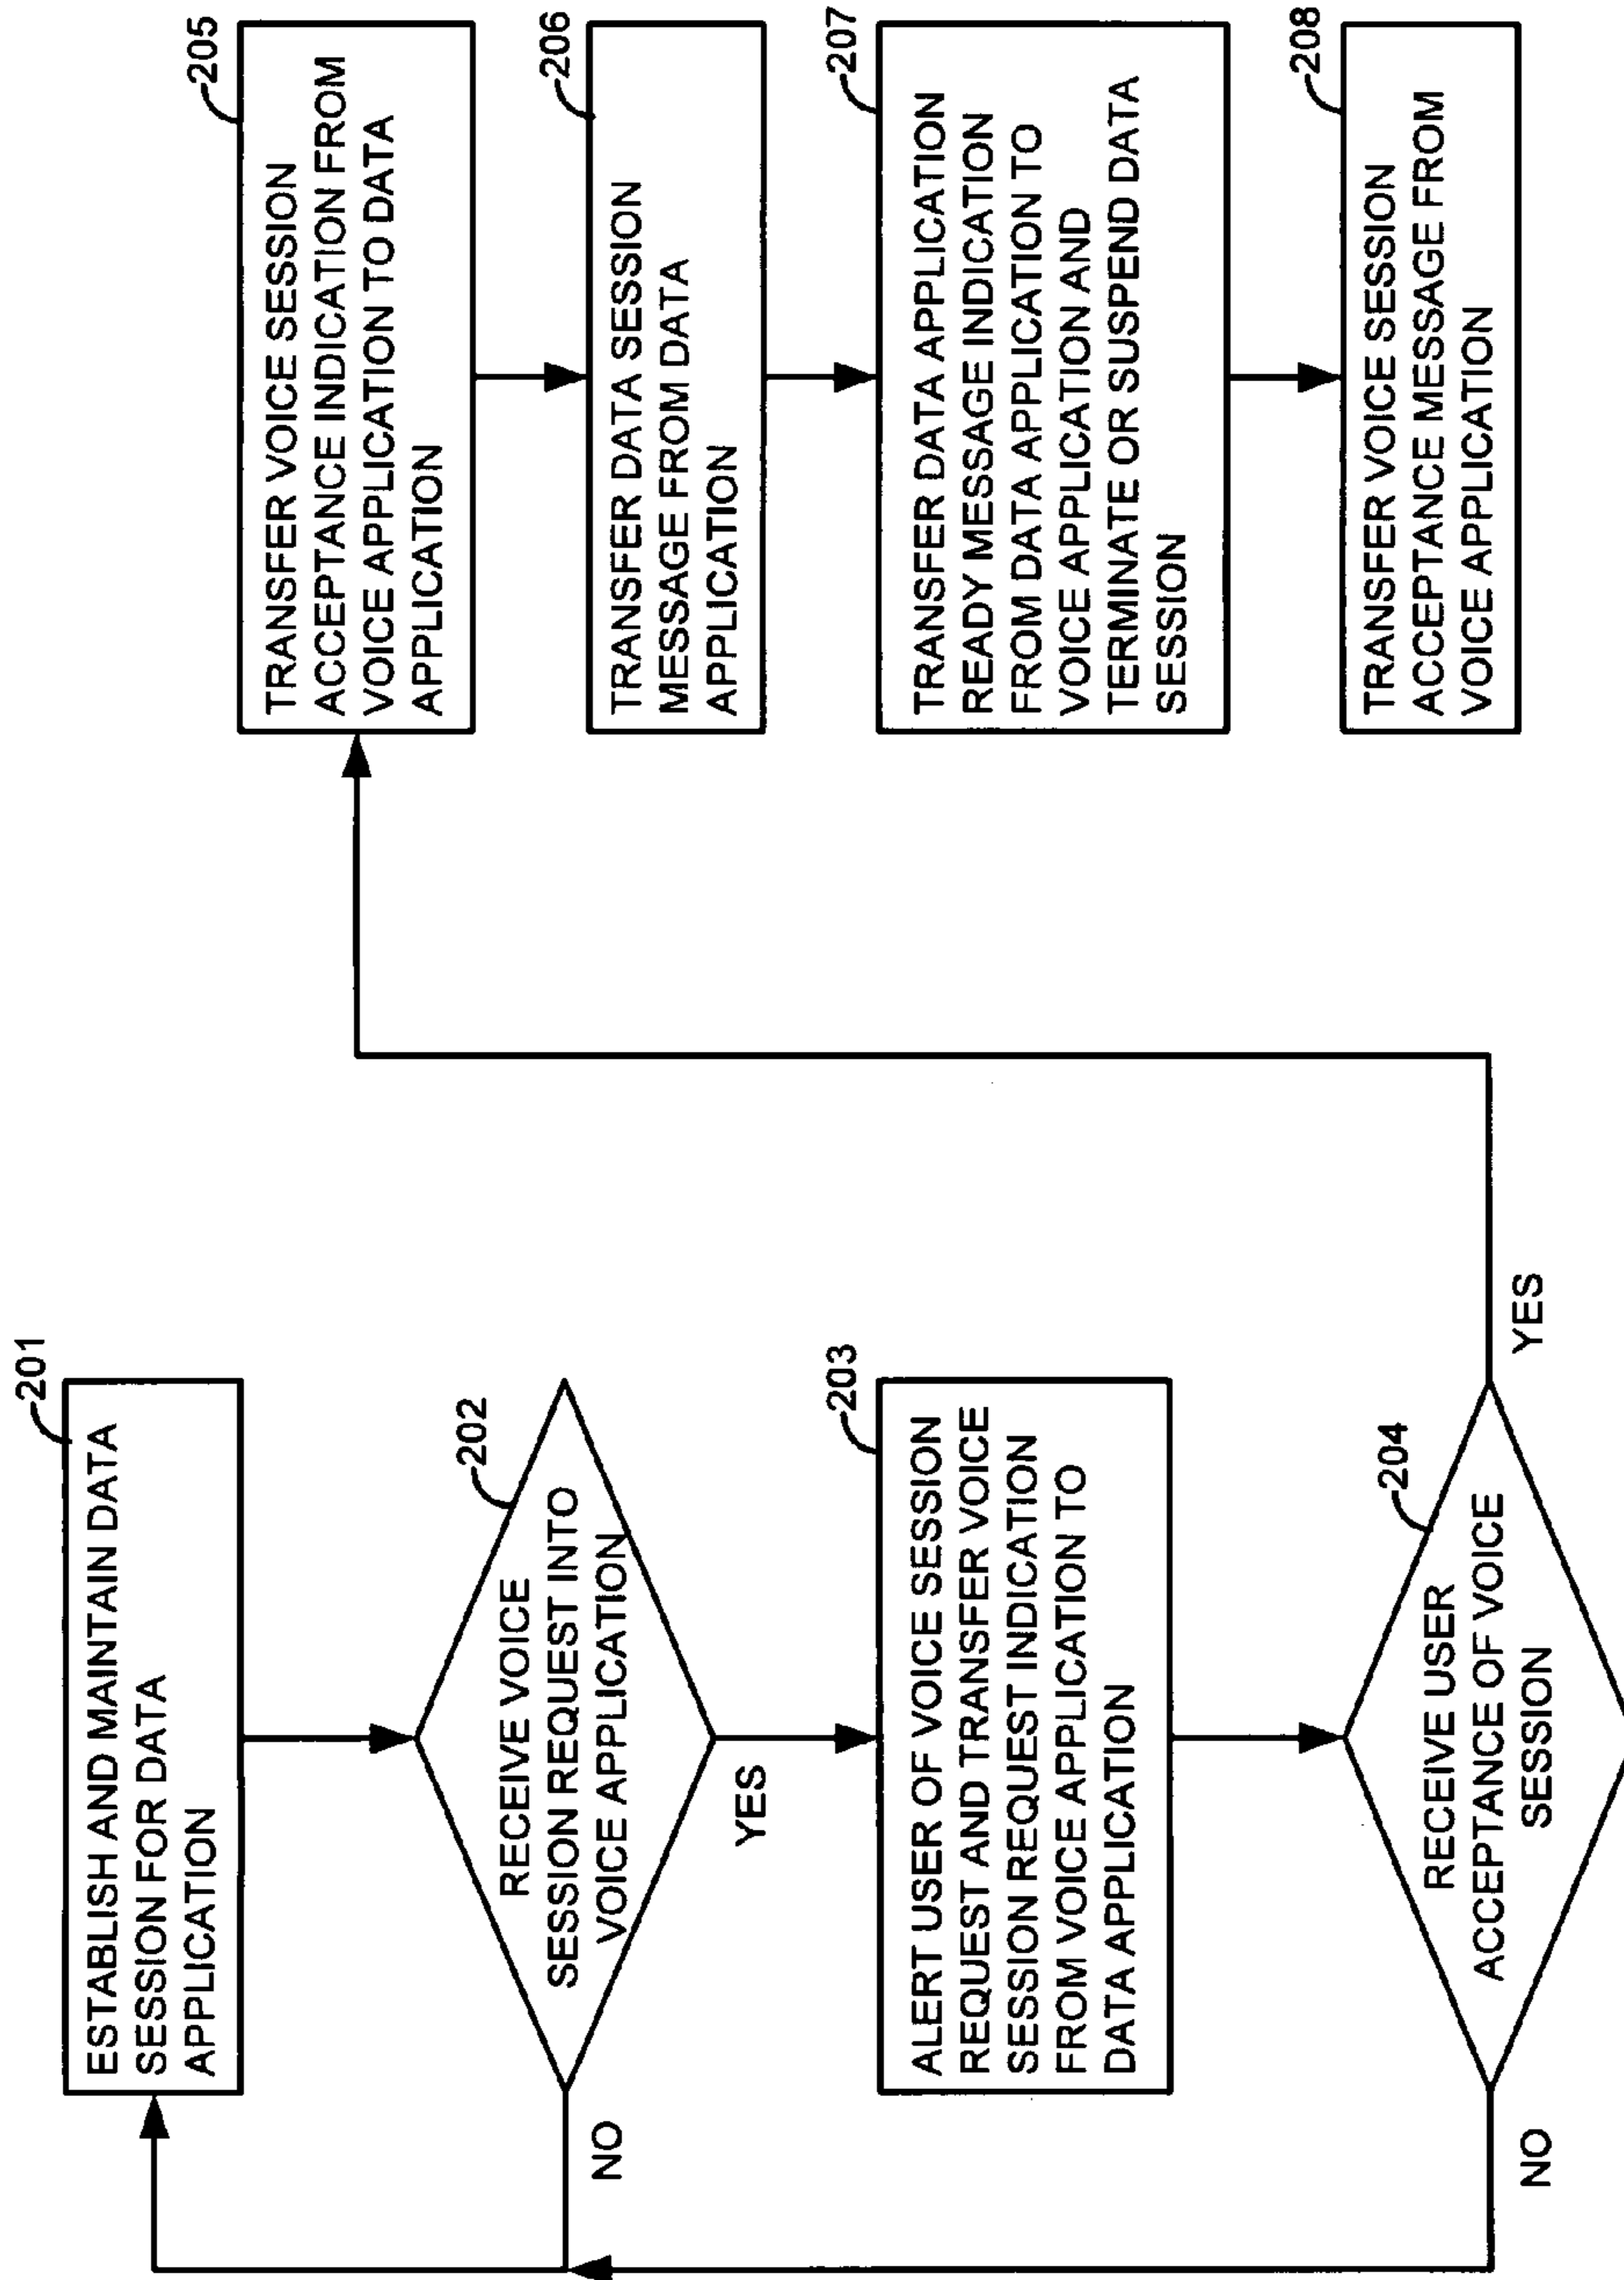 201
ESTABLISH AND MAINTAIN DATA
SESSION FOR DATA
APPLICATION
202
RECEIVE VOICE
SESSION REQUEST INTO
VOICE APPLICATION
NO
YES
203
ALERT USER OF VOICE SESSION
REQUEST AND TRANSFER VOICE
SESSION REQUEST INDICATION
FROM VOICE APPLICATION TO
DATA APPLICATION
204
RECEIVE USER
ACCEPTANCE OF VOICE
SESSION
NO
YES
205
TRANSFER VOICE SESSION
ACCEPTANCE INDICATION FROM
VOICE APPLICATION TO DATA
APPLICATION
206
TRANSFER DATA SESSION
MESSAGE FROM DATA
APPLICATION
207
TRANSFER DATA APPLICATION
READY MESSAGE INDICATION
FROM DATA APPLICATION TO
VOICE APPLICATION AND
TERMINATE OR SUSPEND DATA
SESSION
208
TRANSFER VOICE SESSION
ACCEPTANCE MESSAGE FROM
VOICE APPLICATION